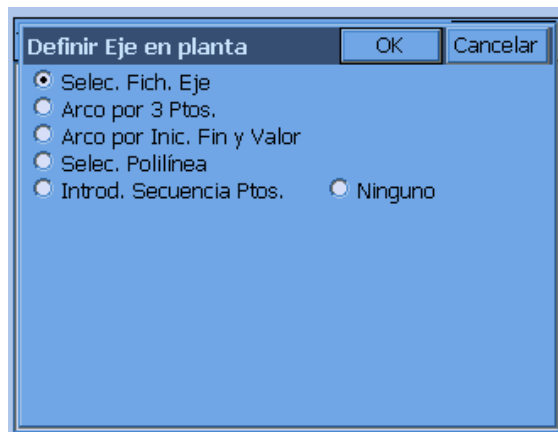 Definir Eje en planta OK Cancelar
Selec. Fich. Eje
Arco por 3 Ptos.
Arco por Inic. Fin y Valor
Selec. Polilínea
Introd. Secuencia Ptos. Ninguno